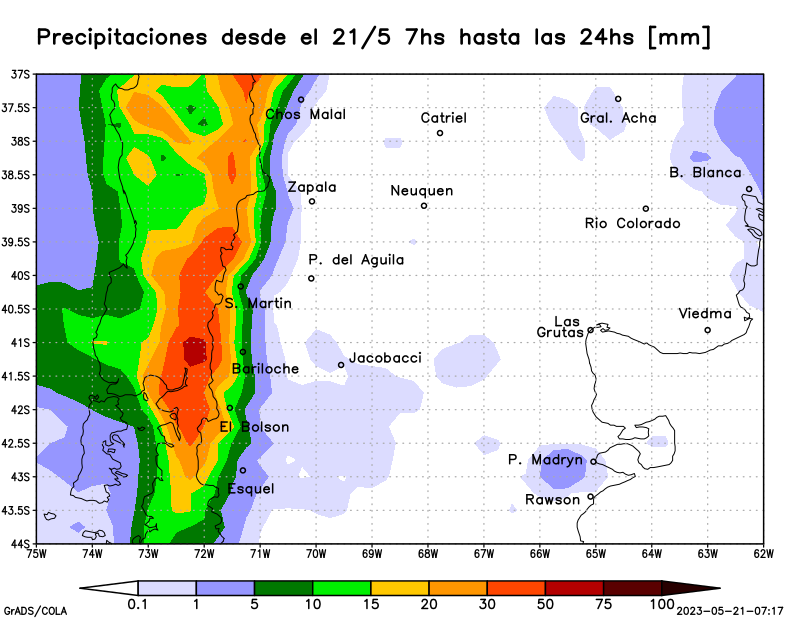 Precipitaciones desde el 21/5 7hs hasta las 24hs [mm]
37S
37.5S
Chos Malal
Catriel
Gral. Acha
38S
38.5S
B. Blanca
Zapala
Neuquen
39S
Rio Colorado
39.5S
P. del Aguila
40S
S. Martin
40.5S
Las
Grutas
Viedma
41S
Jacobacci
Bariloche
41.5S
42S
El Bolson
42.5S
P. Madryn
43S
Esquel
Rawson
43.5S
44S
75W 74W 73W 72W 71W 70W 69W 68W 67W 66W 65W 64W 63W 62W
0.1 1 5 10 15 20 30 50 75 100
GrADS/COLA
2023-05-21-07:17